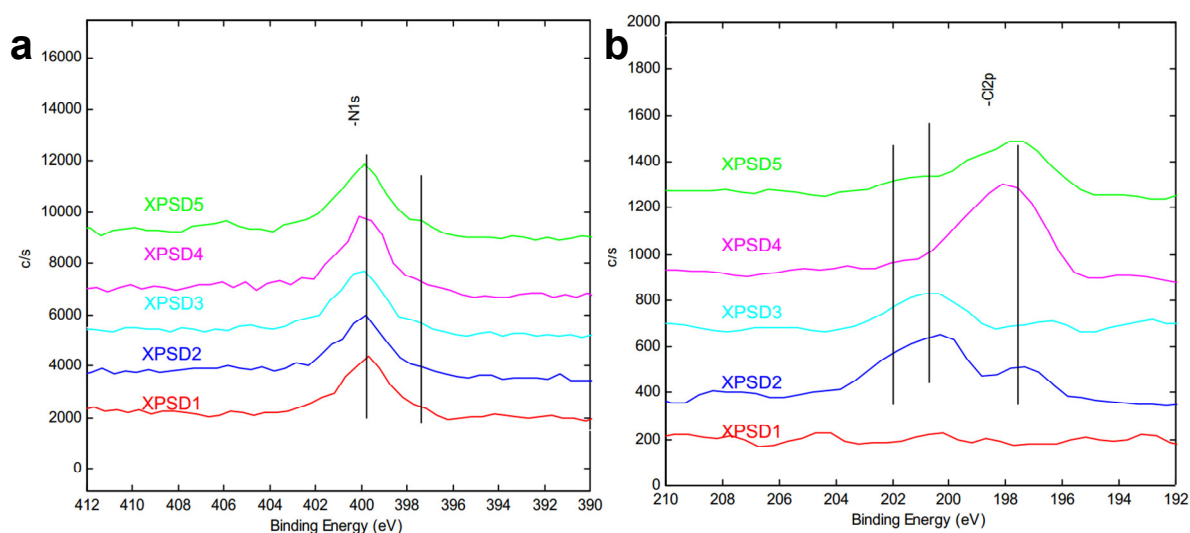 a
16000
14000
12000
10000
8000
6000
4000
2000
0
c/s
-N1s
XPSD5
XPSD4
XPSD3
XPSD2
XPSD1
412 410 408 406 404 402 400 398 396 394 392 390
Binding Energy (eV)
b
2000
1800
1600
1400
1200
1000
800
600
400
200
0
c/s
-Cl2p
XPSD5
XPSD4
XPSD3
XPSD2
XPSD1
210 208 206 204 202 200 198 196 194 192
Binding Energy (eV)